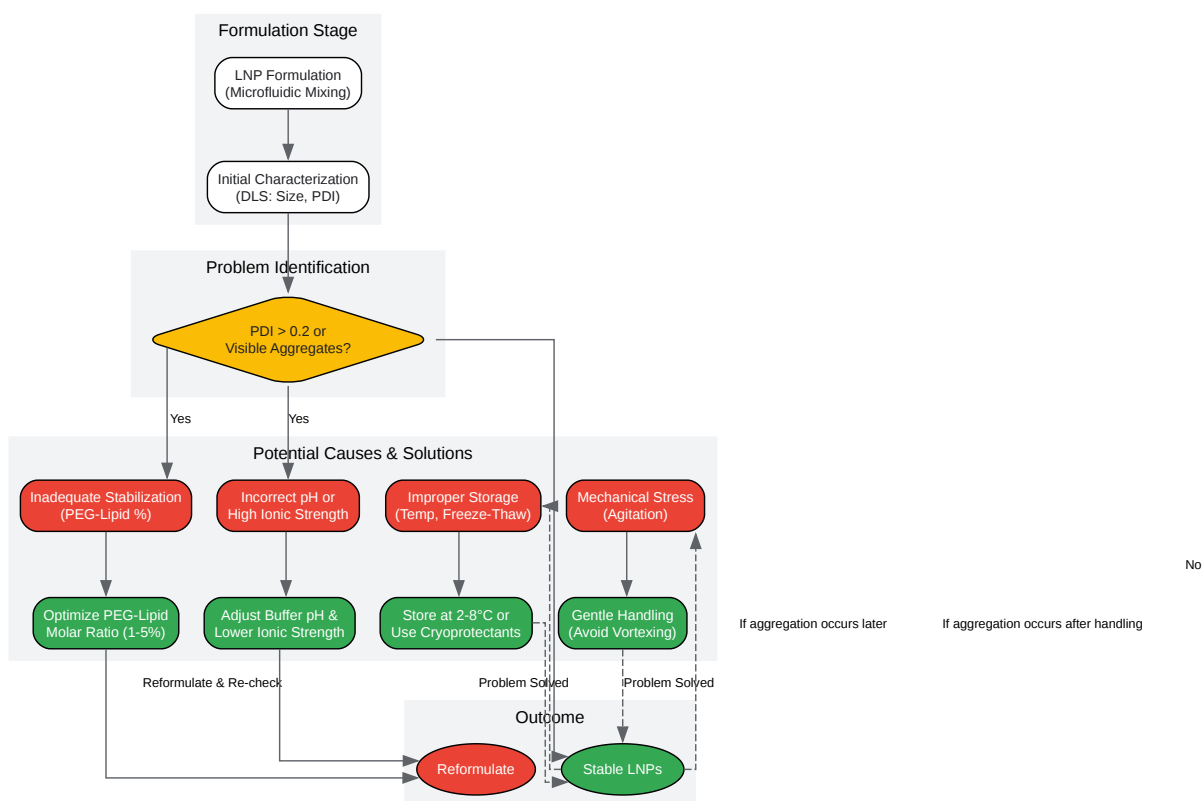 Formulation Stage
LNP Formulation
(Microfluidic Mixing)
Initial Characterization
(DLS: Size, PDI)
Problem Identification
PDI > 0.2 or
Visible Aggregates?
Yes
Yes
Potential Causes & Solutions
Inadequate Stabilization
(PEG-Lipid %)
Incorrect pH or
High Ionic Strength
Improper Storage
(Temp, Freeze-Thaw)
Mechanical Stress
(Agitation)
No
Optimize PEG-Lipid
Molar Ratio (1-5%)
Adjust Buffer pH &
Lower Ionic Strength
Store at 2-8°C or
Use Cryoprotectants
Gentle Handling
(Avoid Vortexing)
If aggregation occurs later
If aggregation occurs after handling
Reformulate & Re-check
Problem Solved
Problem Solved
Outcome
Reformulate
Stable LNPs